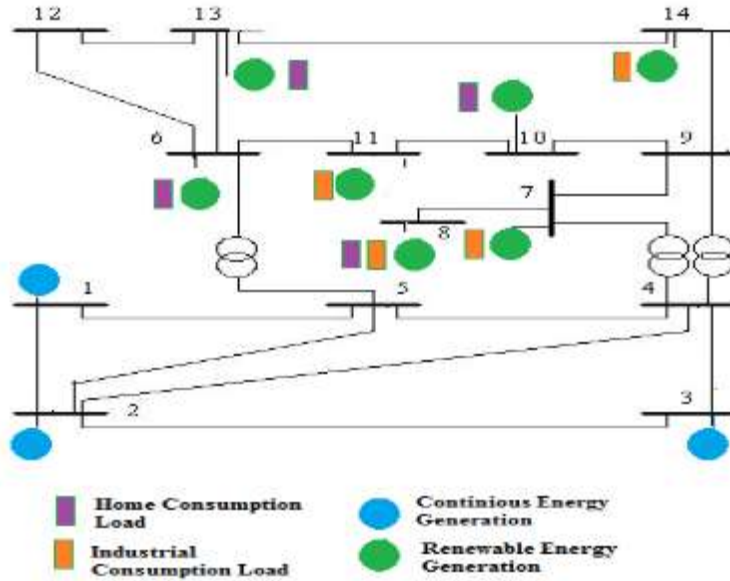 12
13
14
6
11
10
9
7
8
1
5
4
2
3
Home Consumption
Load
Continious Energy
Generation
Industrial
Consumption Load
Renewable Energy
Generation